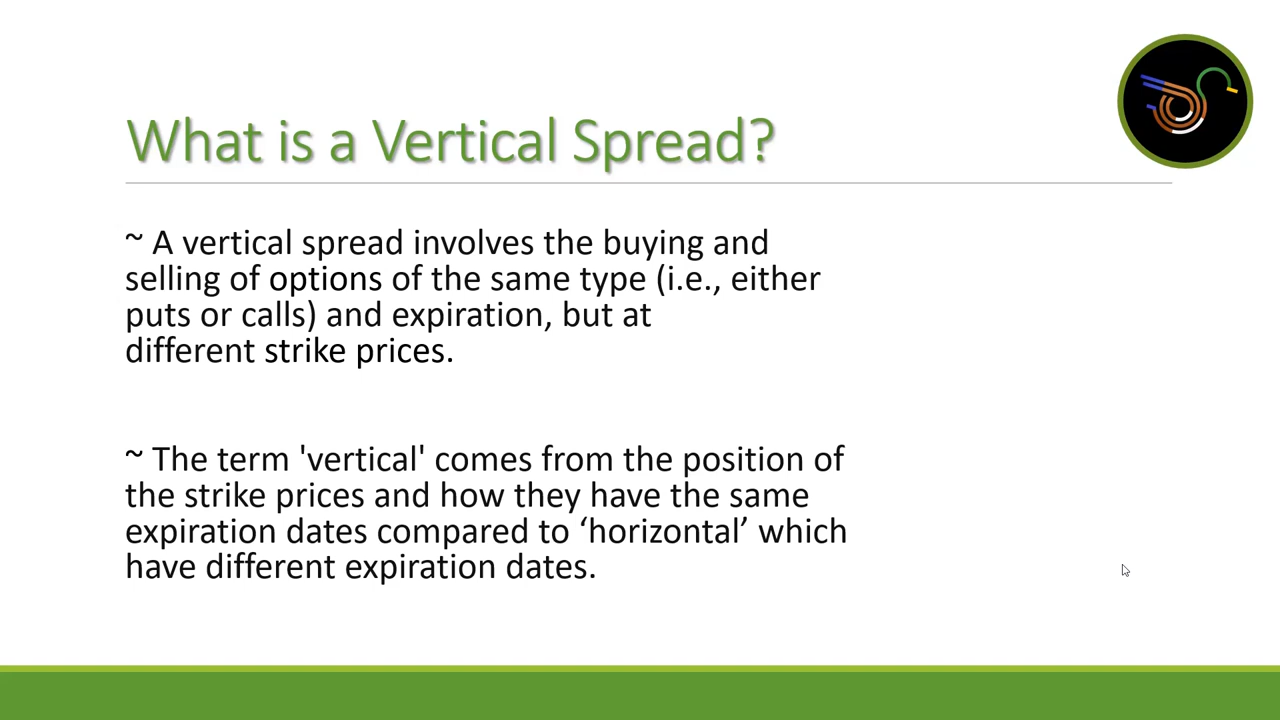 What is a Vertical Spread?
~ A vertical spread involves the buying and
selling of options of the same type (i.e., either
puts or calls) and expiration, but at
different strike prices.
~ The term 'vertical' comes from the position of
the strike prices and how they have the same
expiration dates compared to ‘horizontal’ which
have different expiration dates.